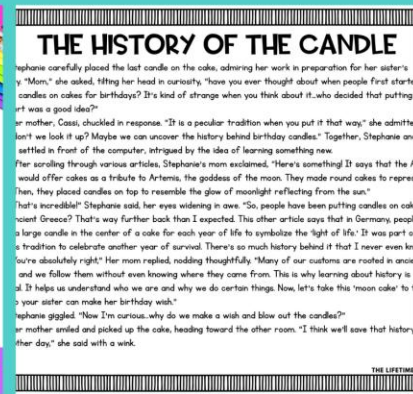 THE HISTORY OF THE CANDLE
ephanie carefully placed the last candle on the cake, admiring her work in preparation for her sister's
y. "Mom," she asked, tilting her head in curiosity, "have you ever thought about when people first starte
candles on cakes for birthdays? It's kind of strange when you think about it...who decided that putting
rt was a good idea?"
er mother, Cassi, chuckled in response. "It is a peculiar tradition when you put it that way," she admitte
on't we look it up? Maybe we can uncover the history behind birthday candles." Together, Stephanie an
settled in front of the computer, intrigued by the idea of learning something new.
fter scrolling through various articles, Stephanie's mom exclaimed, "Here's something! It says that the A
would offer cakes as a tribute to Artemis, the goddess of the moon. They made round cakes to repre
Then, they placed candles on top to resemble the glow of moonlight reflecting from the sun."
That's incredible!" Stephanie said, her eyes widening in awe. "So, people have been putting candles on cak
ncient Greece? That's way further back than I expected. This other article says that in Germany, peopl
a large candle in the center of a cake for each year of life to symbolize the 'light of life.' It was part o
s tradition to celebrate another year of survival. There's so much history behind it that I never even kn
You're absolutely right," Her mom replied, nodding thoughtfully. "Many of our customs are rooted in ancie
and we follow them without even knowing where they came from. This is why learning about history is
al. It helps us understand who we are and why we do certain things. Now, let's take this 'moon cake' to t
o your sister can make her birthday wish."
ephanie giggled. "Now I'm curious...why do we make a wish and blow out the candles?"
er mother smiled and picked up the cake, heading toward the other room. "I think we'll save that history
ther day," she said with a wink.
THE LIFETIME